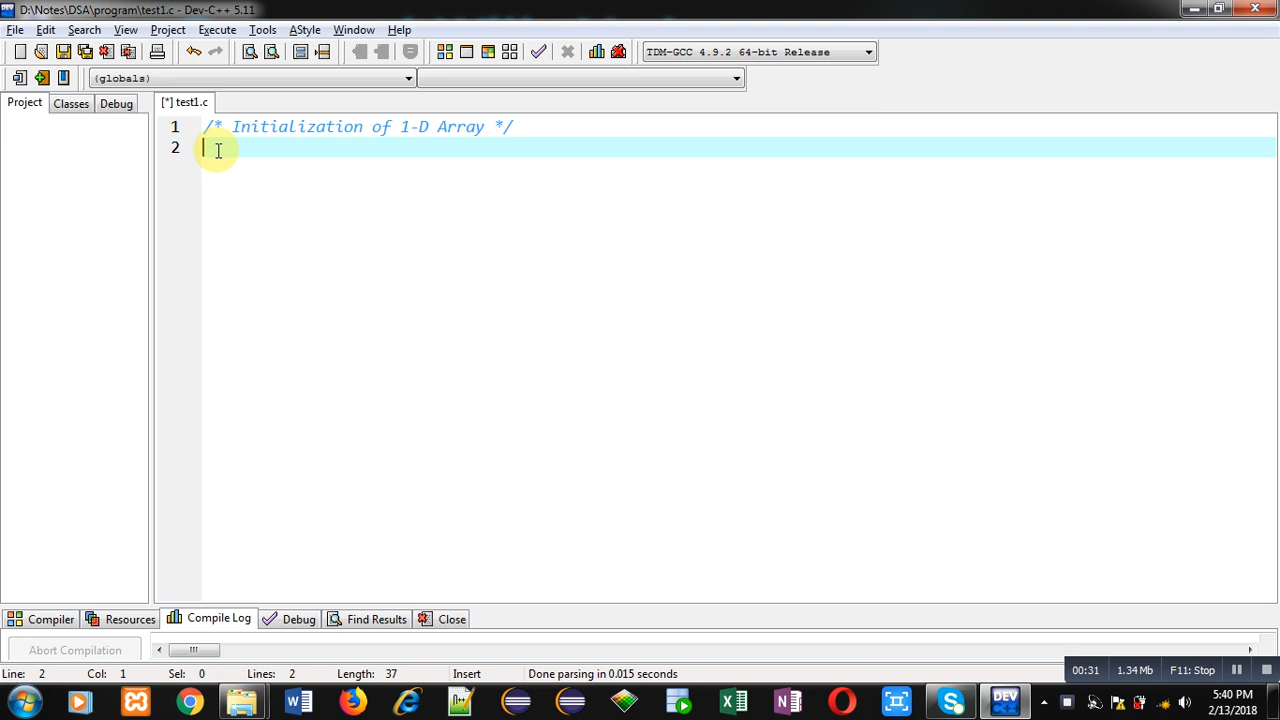 D:\Notes\DSA\program\test1.c - Dev-C++ 5.11
File Edit Search View Project Execute Tools AStyle Window Help
TDM-GCC 4.9.2 64-bit Release
(globals)
Project Classes Debug [*] test1.c
1 /* Initialization of 1-D Array */
2
Compiler Resources Compile Log Debug Find Results Close
Abort Compilation
Line: 2 Col: 1 Sel: 0 Lines: 2 Length: 37 Insert Done parsing in 0.015 seconds
00:31 1.34 Mb F11: Stop
DEV
5:40 PM
2/13/2018